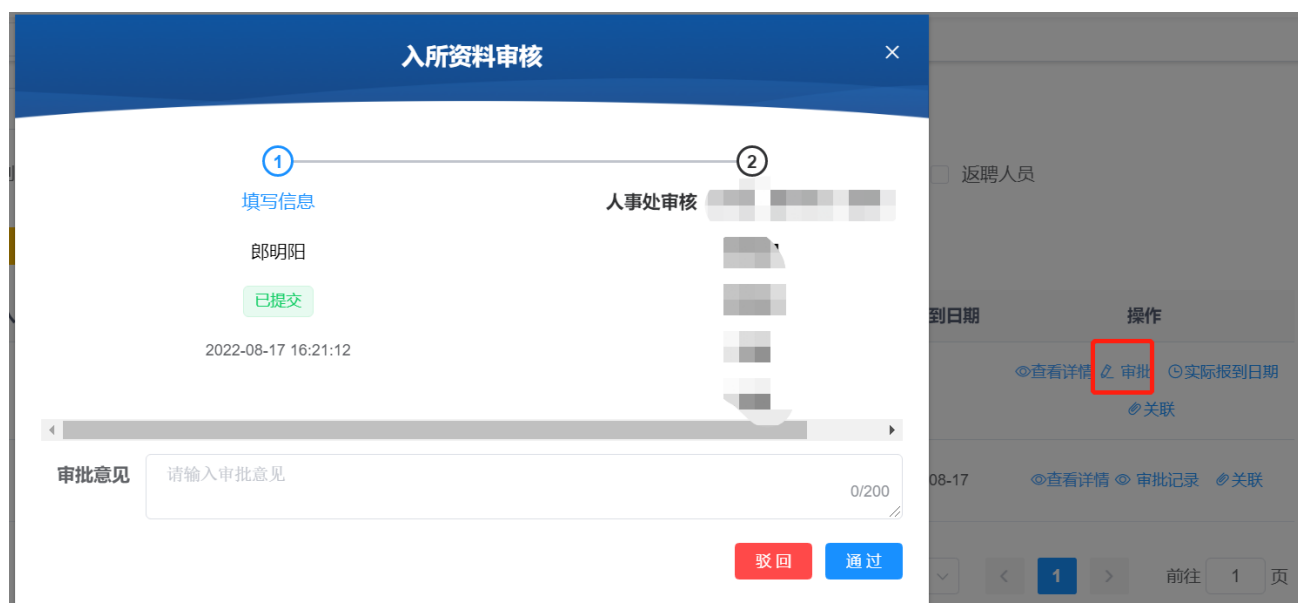 入所资料审核
1
2
填写信息
人事处审核
郎明阳
已提交
2022-08-17 16:21:12
审批意见
请输入审批意见
0/200
驳回
通过
返聘人员
到日期
操作
查看详情 审批 实际报到日期
关联
08-17
查看详情 审批记录 关联
1
前往 1 页